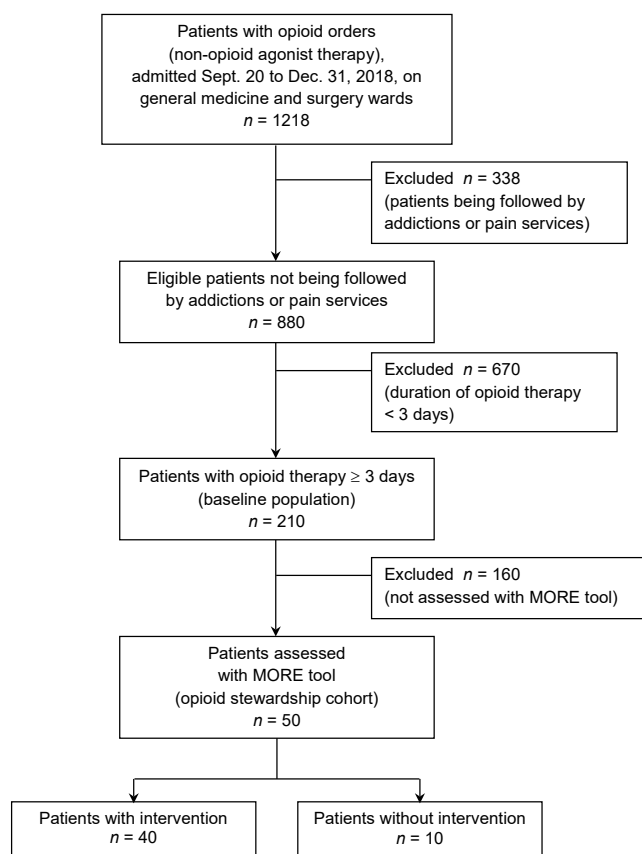 Patients with opioid orders
(non-opioid agonist therapy),
admitted Sept. 20 to Dec. 31, 2018, on
general medicine and surgery wards
n = 1218
Excluded n = 338
(patients being followed by
addictions or pain services)
Eligible patients not being followed
by addictions or pain services
n = 880
Excluded n = 670
(duration of opioid therapy
< 3 days)
Patients with opioid therapy ≥ 3 days
(baseline population)
n = 210
Excluded n = 160
(not assessed with MORE tool)
Patients assessed
with MORE tool
(opioid stewardship cohort)
n = 50
Patients with intervention
n = 40
Patients without intervention
n = 10